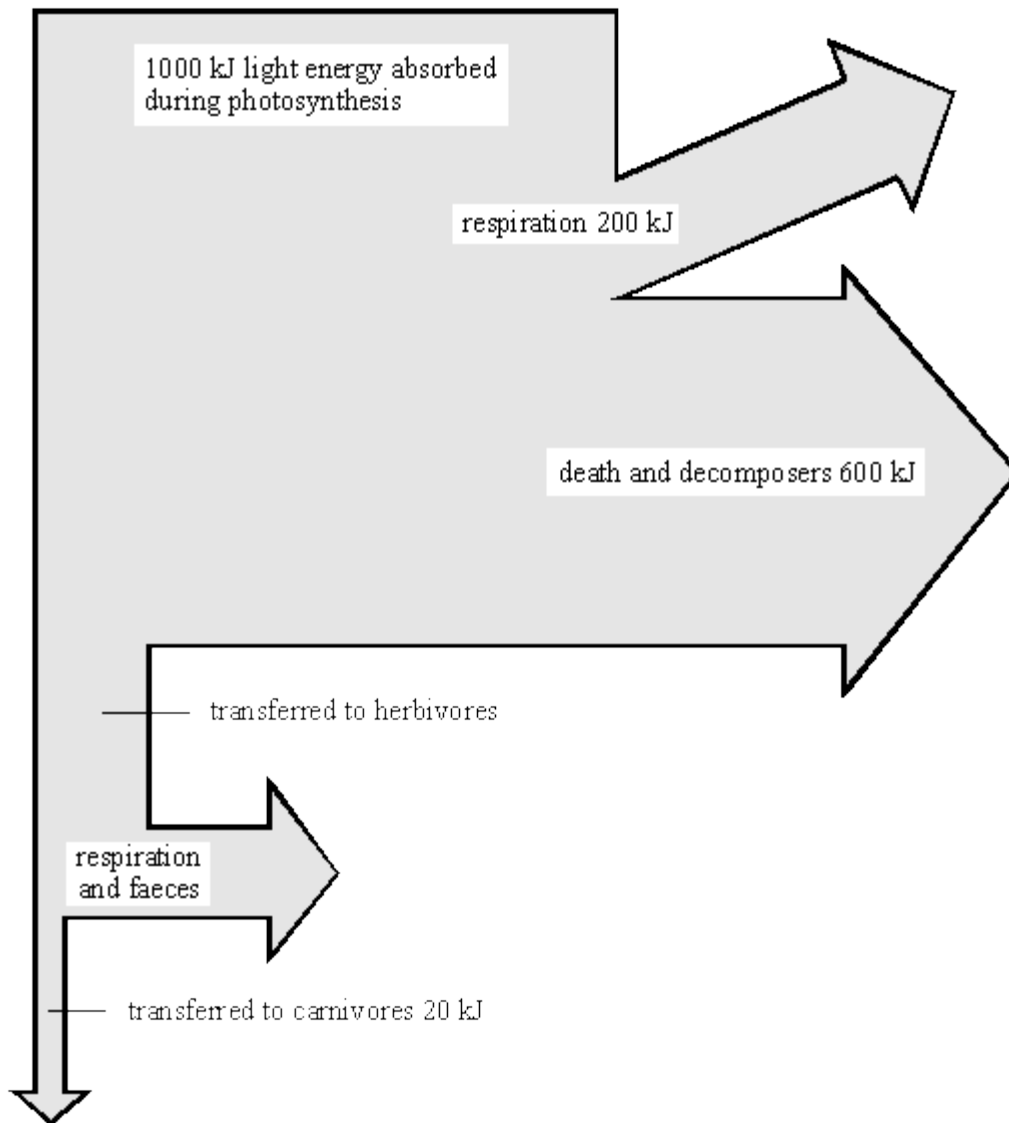 1000 kJ light energy absorbed
during photosynthesis
respiration 200 kJ
death and decomposers 600 kJ
transferred to herbivores
respiration
and faeces
transferred to carnivores 20 kJ